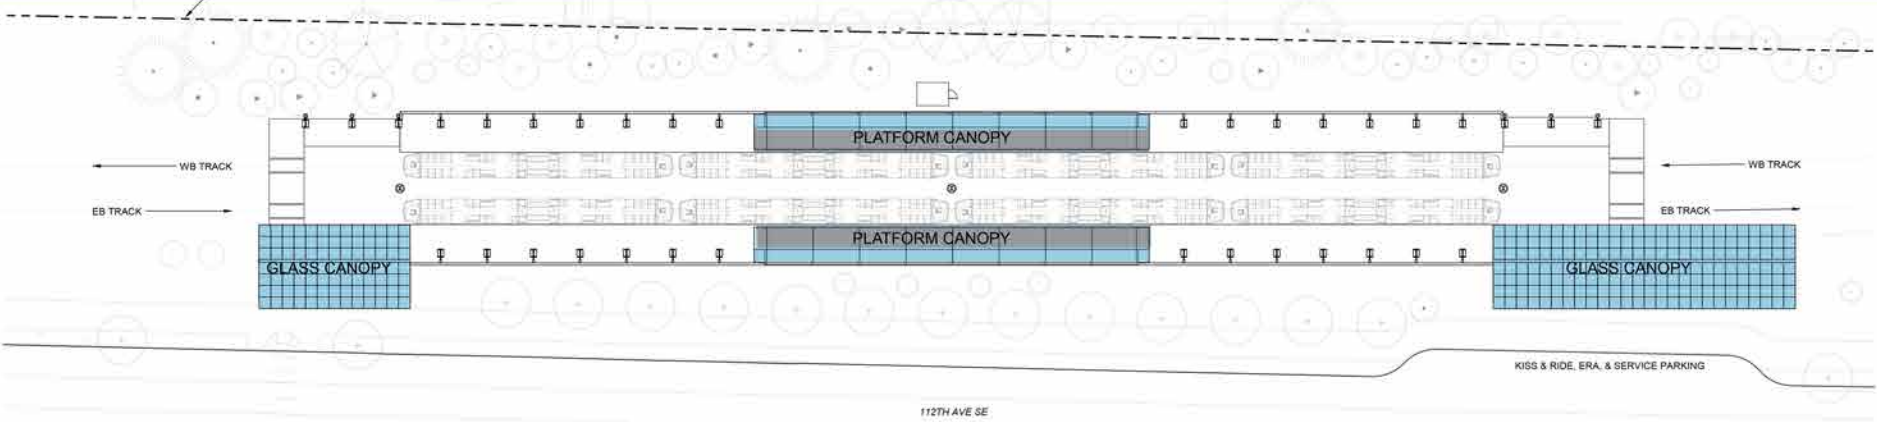 PLATFORM CANOPY
WB TRACK
WB TRACK
EB TRACK
EB TRACK
PLATFORM CANOPY
GLASS CANOPY
GLASS CANOPY
KISS & RIDE, ERA, & SERVICE PARKING
112TH AVE SE